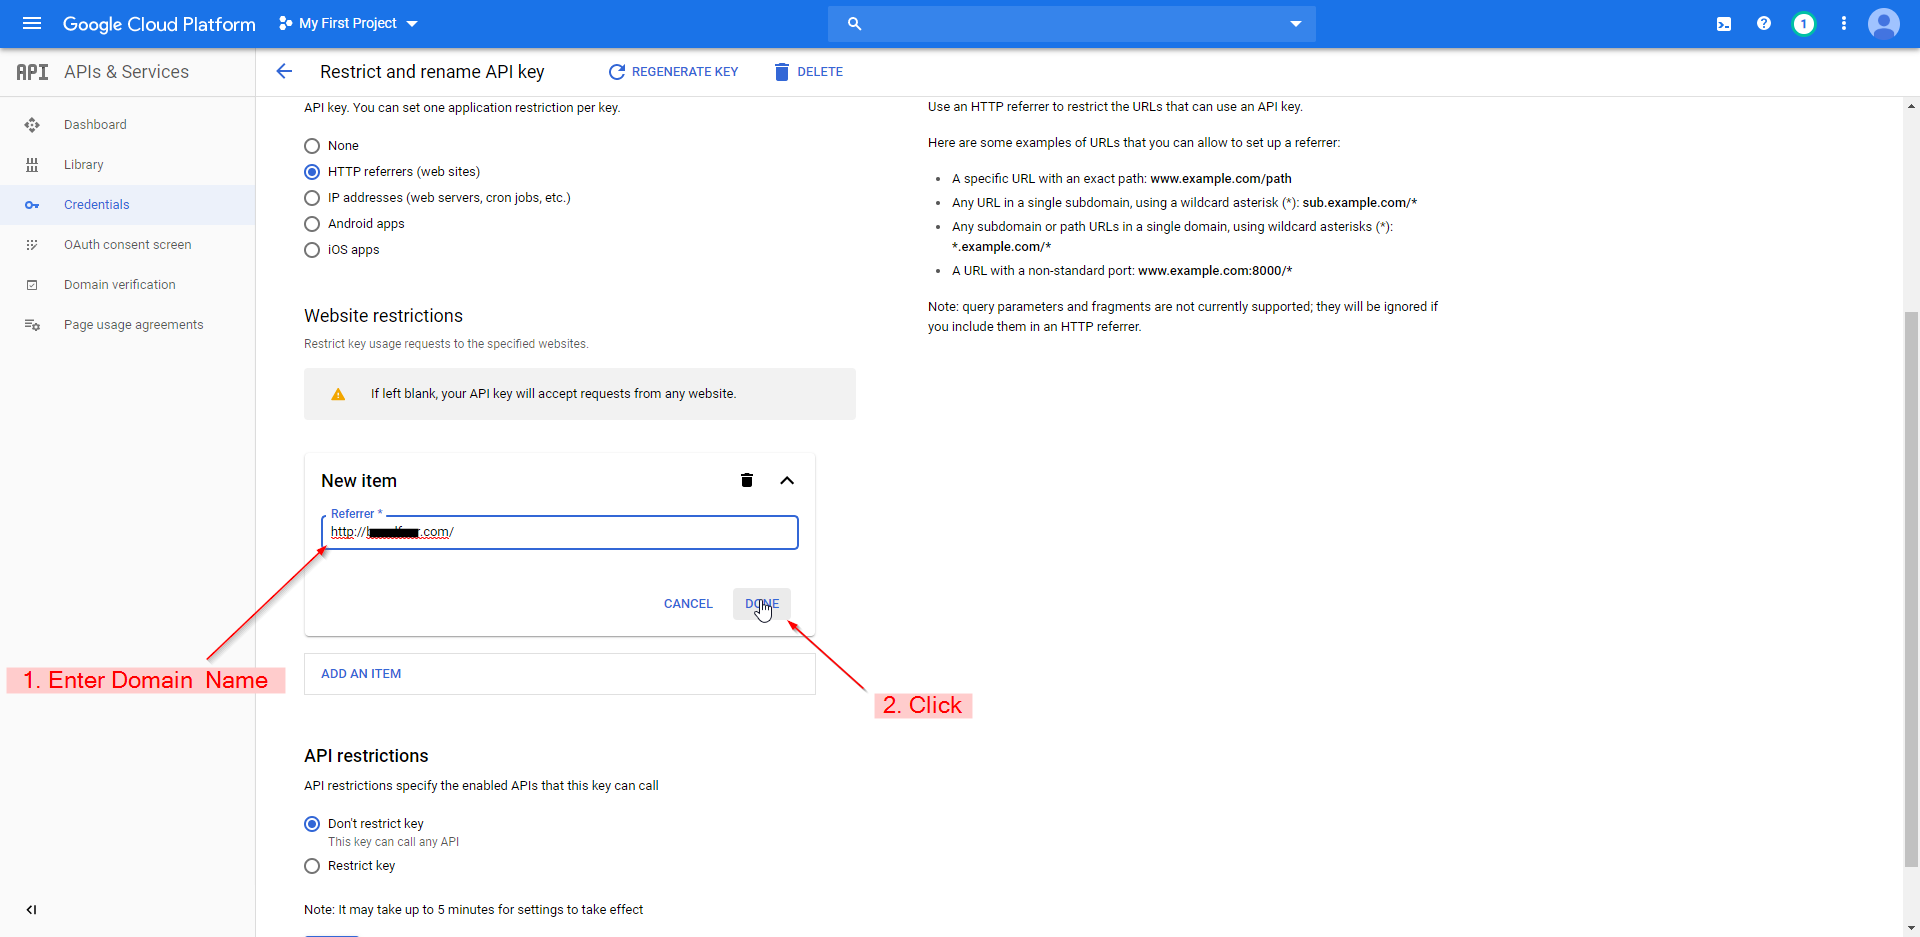 Google Cloud Platform
My First Project
1
API
APIs & Services
Restrict and rename API key
REGENERATE KEY
DELETE
Dashboard
Library
Credentials
OAuth consent screen
Domain verification
Page usage agreements
API key. You can set one application restriction per key.
None
HTTP referrers (web sites)
IP addresses (web servers, cron jobs, etc.)
Android apps
iOS apps
Website restrictions
Restrict key usage requests to the specified websites.
If left blank, your API key will accept requests from any website.
New item
Referrer *
http://
.com/
CANCEL
DONE
ADD AN ITEM
1. Enter Domain Name
2. Click
API restrictions
API restrictions specify the enabled APIs that this key can call
Don't restrict key
This key can call any API
Restrict key
Note: It may take up to 5 minutes for settings to take effect
Use an HTTP referrer to restrict the URLs that can use an API key.
Here are some examples of URLs that you can allow to set up a referrer:
• A specific URL with an exact path: www.example.com/path
• Any URL in a single subdomain, using a wildcard asterisk (*): sub.example.com/*
• Any subdomain or path URLs in a single domain, using wildcard asterisks (*):
*.example.com/*
• A URL with a non-standard port: www.example.com:8000/*
Note: query parameters and fragments are not currently supported; they will be ignored if
you include them in an HTTP referrer.